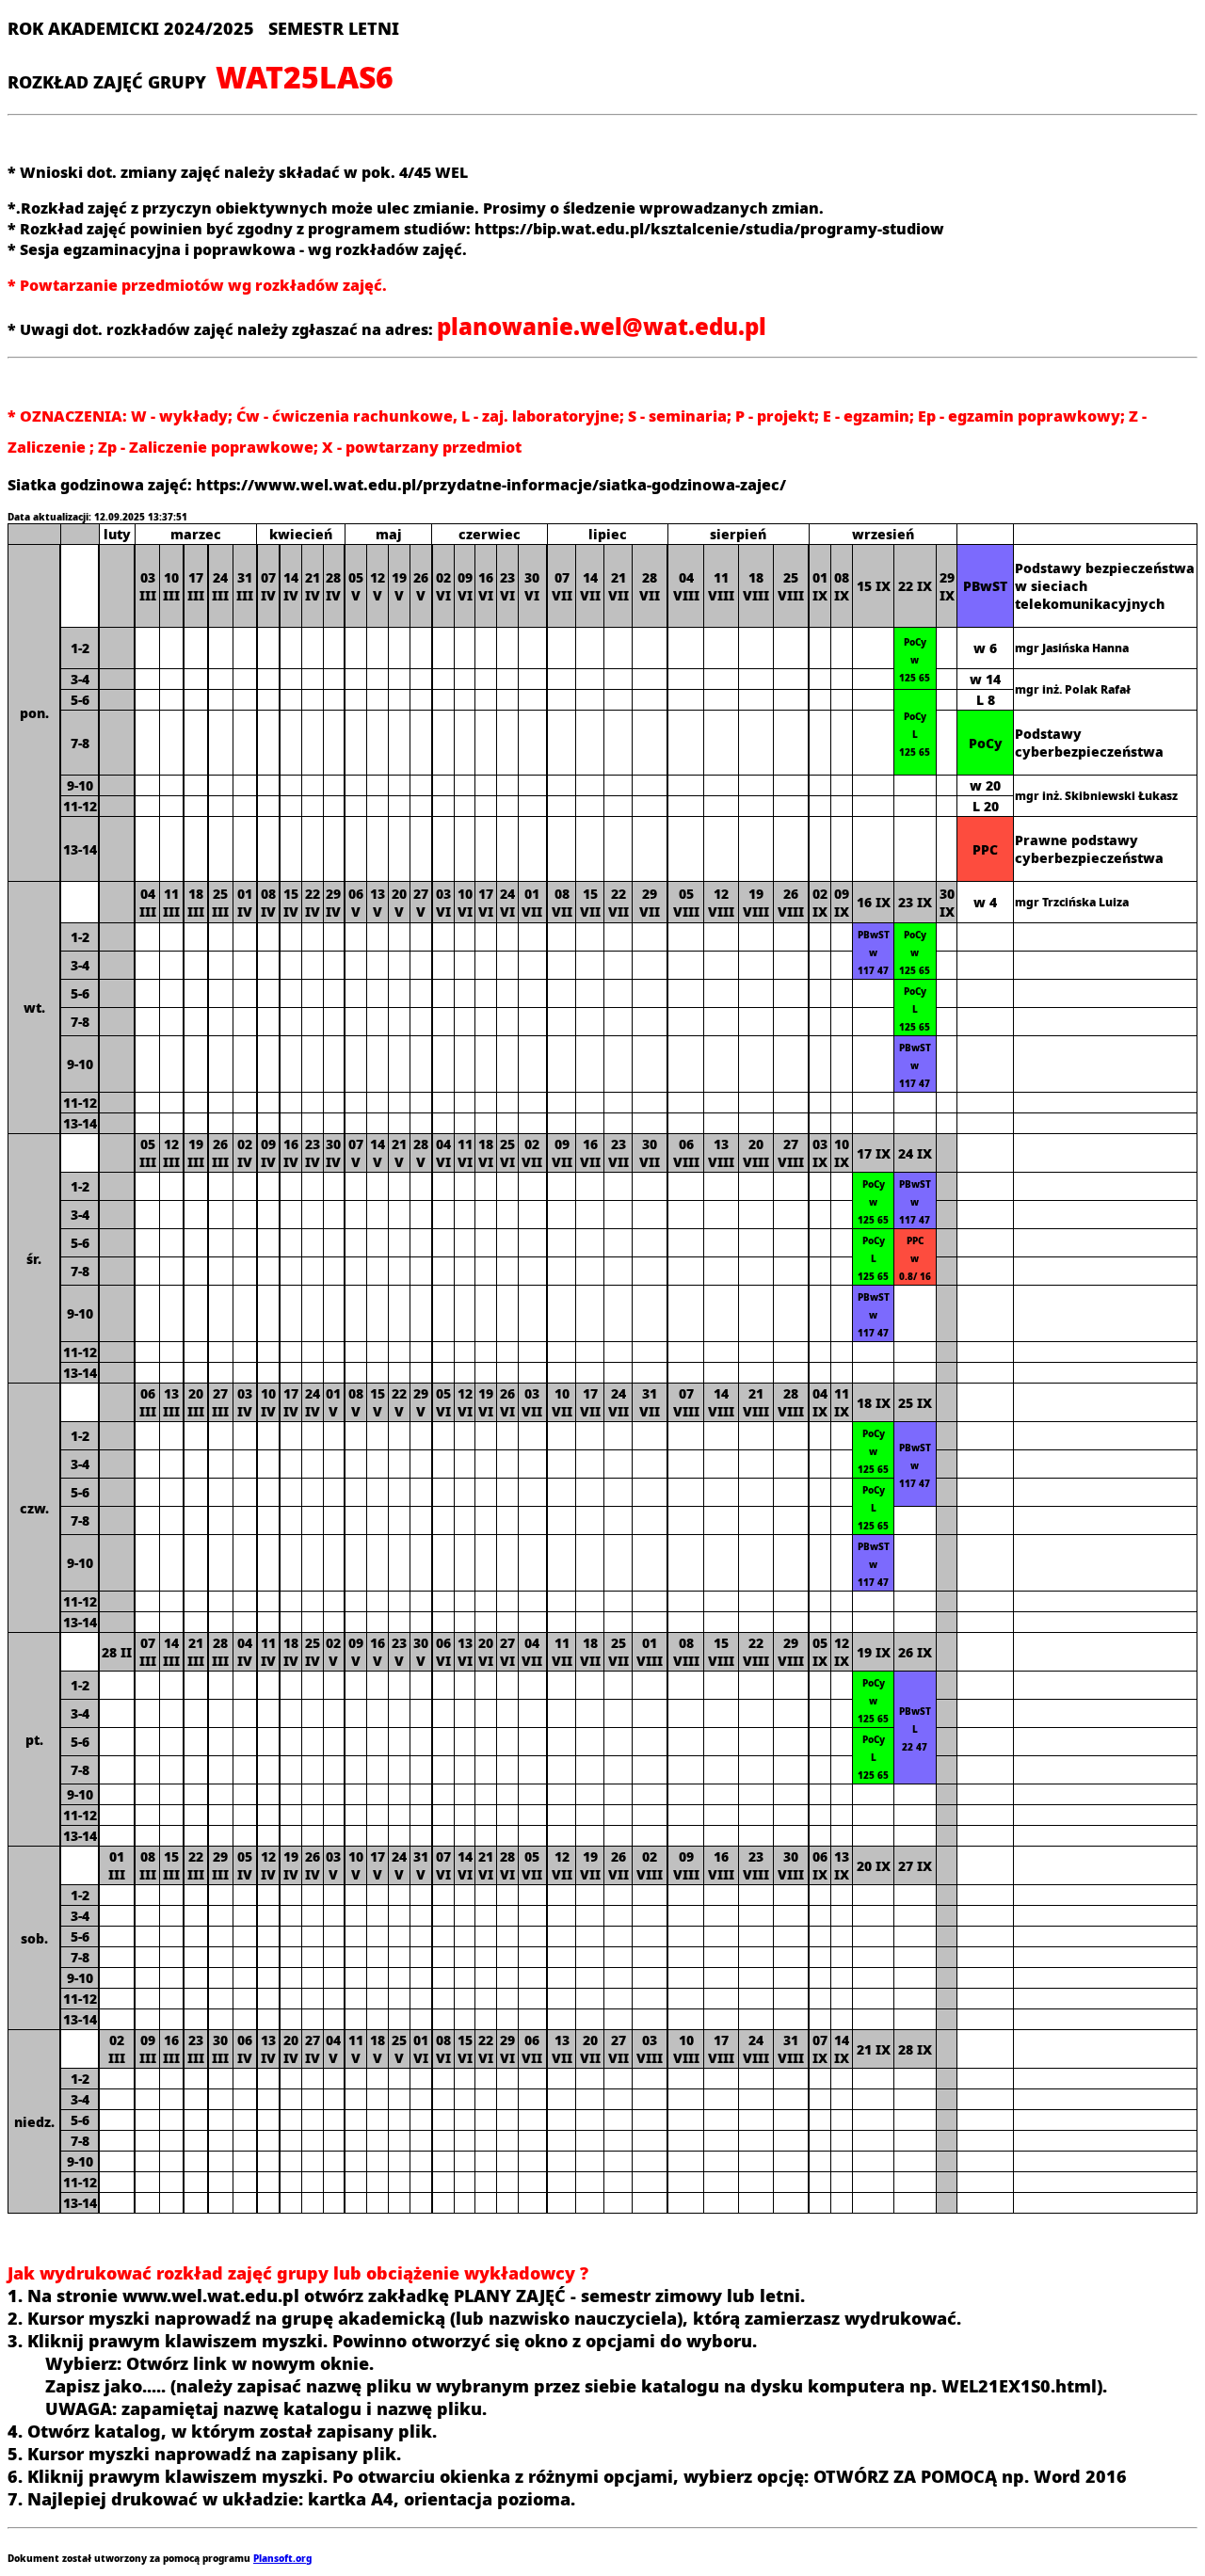 ROK AKADEMICKI 2024/2025 SEMESTR LETNI
ROZKŁAD ZAJĘĆ GRUPY WAT25LAS6
* Wnioski dot. zmiany zajęć należy składać w pok. 4/45 WEL
*.Rozkład zajęć z przyczyn obiektywnych może ulec zmianie. Prosimy o śledzenie wprowadzanych zmian.
* Rozkład zajęć powinien być zgodny z programem studiów: https://bip.wat.edu.pl/ksztalcenie/studia/programy-studiow
* Sesja egzaminacyjna i poprawkowa - wg rozkładów zajęć.
* Powtarzanie przedmiotów wg rozkładów zajęć.
* Uwagi dot. rozkładów zajęć należy zgłaszać na adres: planowanie.wel@wat.edu.pl
* OZNACZENIA: W - wykłady; Ćw - ćwiczenia rachunkowe, L - zaj. laboratoryjne; S - seminaria; P - projekt; E - egzamin; Ep - egzamin poprawkowy; Z -
Zaliczenie ; Zp - Zaliczenie poprawkowe; X - powtarzany przedmiot
Siatka godzinowa zajęć: https://www.wel.wat.edu.pl/przydatne-informacje/siatka-godzinowa-zajec/
Data aktualizacji: 12.09.2025 13:37:51
luty marzec kwiecień maj czerwiec lipiec sierpień wrzesień
pon.
03 10 17 24 31 07 14 21 28 05 12 19 26 02 09 16 23 30 07 14 21 28 04 11 18 25 01 08 15 IX 22 IX 29
III III III III III IV IV IV IV V V V V VI VI VI VI VI VII VII VII VII VIII VIII VIII VIII IX IX IX
PBwST Podstawy bezpieczeństwa
w sieciach
telekomunikacyjnych
1-2 PoCy
w
125 65
w 6 mgr Jasińska Hanna
3-4 w 14 mgr inż. Polak Rafał
5-6 PoCy
L
125 65
L 8
7-8 PoCy Podstawy
cyberbezpieczeństwa
9-10 w 20 mgr inż. Skibniewski Łukasz
11-12 L 20
13-14 PPC Prawne podstawy
cyberbezpieczeństwa
wt.
04 11 18 25 01 08 15 22 29 06 13 20 27 03 10 17 24 01 08 15 22 29 05 12 19 26 02 09 16 IX 23 IX 30
III III III III IV IV IV IV IV V V V V VI VI VI VI VII VII VII VII VII VIII VIII VIII VIII IX IX IX
w 4 mgr Trzcińska Luiza
1-2 PBwST PoCy
w w
3-4 117 47 125 65
5-6 PoCy
L
7-8 125 65
9-10 PBwST
w
117 47
11-12
13-14
śr.
05 12 19 26 02 09 16 23 30 07 14 21 28 04 11 18 25 02 09 16 23 30 06 13 20 27 03 10 17 IX 24 IX
III III III III IV IV IV IV IV V V V V VI VI VI VI VII VII VII VII VII VIII VIII VIII VIII IX IX
1-2 PoCy PBwST
w w
3-4 125 65 117 47
5-6 PoCy PPC
L w
7-8 125 65 0.8/ 16
9-10 PBwST
w
117 47
11-12
13-14
czw.
06 13 20 27 03 10 17 24 01 08 15 22 29 05 12 19 26 03 10 17 24 31 07 14 21 28 04 11 18 IX 25 IX
III III III III IV IV IV IV V V V V V VI VI VI VI VII VII VII VII VII VIII VIII VIII VIII IX IX
1-2 PoCy PBwST
w w
3-4 125 65 117 47
5-6 PoCy
L
7-8 125 65
9-10 PBwST
w
117 47
11-12
13-14
pt.
28 II 07 14 21 28 04 11 18 25 02 09 16 23 30 06 13 20 27 04 11 18 25 01 08 15 22 29 05 12 19 IX 26 IX
III III III III IV IV IV IV V V V V V VI VI VI VI VII VII VII VII VIII VIII VIII VIII VIII IX IX
1-2 PoCy
w
3-4 125 65 PBwST
L
5-6 PoCy 22 47
L
7-8 125 65
9-10
11-12
13-14
sob.
01 08 15 22 29 05 12 19 26 03 10 17 24 31 07 14 21 28 05 12 19 26 02 09 16 23 30 06 13 20 IX 27 IX
III III III III III IV IV IV IV V V V V V VI VI VI VI VII VII VII VII VIII VIII VIII VIII VIII IX IX
1-2
3-4
5-6
7-8
9-10
11-12
13-14
niedz.
02 09 16 23 30 06 13 20 27 04 11 18 25 01 08 15 22 29 06 13 20 27 03 10 17 24 31 07 14 21 IX 28 IX
III III III III III IV IV IV IV V V V V VI VI VI VI VI VII VII VII VII VIII VIII VIII VIII VIII IX IX
1-2
3-4
5-6
7-8
9-10
11-12
13-14
Jak wydrukować rozkład zajęć grupy lub obciążenie wykładowcy ?
1. Na stronie www.wel.wat.edu.pl otwórz zakładkę PLANY ZAJĘĆ - semestr zimowy lub letni.
2. Kursor myszki naprowadź na grupę akademicką (lub nazwisko nauczyciela), którą zamierzasz wydrukować.
3. Kliknij prawym klawiszem myszki. Powinno otworzyć się okno z opcjami do wyboru.
Wybierz: Otwórz link w nowym oknie.
Zapisz jako..... (należy zapisać nazwę pliku w wybranym przez siebie katalogu na dysku komputera np. WEL21EX1S0.html).
UWAGA: zapamiętaj nazwę katalogu i nazwę pliku.
4. Otwórz katalog, w którym został zapisany plik.
5. Kursor myszki naprowadź na zapisany plik.
6. Kliknij prawym klawiszem myszki. Po otwarciu okienka z różnymi opcjami, wybierz opcję: OTWÓRZ ZA POMOCĄ np. Word 2016
7. Najlepiej drukować w układzie: kartka A4, orientacja pozioma.
Dokument został utworzony za pomocą programu Plansoft.org